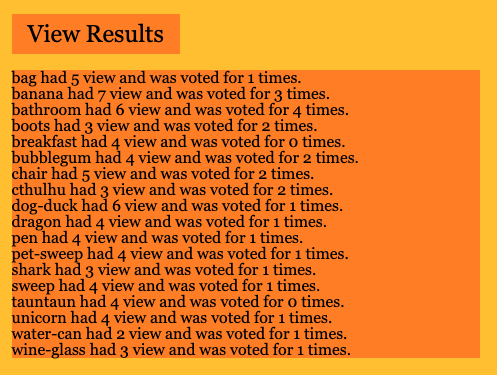 View Results
bag had 5 view and was voted for 1 times.
banana had 7 view and was voted for 3 times.
bathroom had 6 view and was voted for 4 times.
boots had 3 view and was voted for 2 times.
breakfast had 4 view and was voted for 0 times.
bubblegum had 4 view and was voted for 2 times.
chair had 5 view and was voted for 2 times.
cthulhu had 3 view and was voted for 2 times.
dog-duck had 6 view and was voted for 1 times.
dragon had 4 view and was voted for 1 times.
pen had 4 view and was voted for 1 times.
pet-sweep had 4 view and was voted for 1 times.
shark had 3 view and was voted for 1 times.
sweep had 4 view and was voted for 1 times.
tauntaun had 4 view and was voted for 0 times.
unicorn had 4 view and was voted for 1 times.
water-can had 2 view and was voted for 1 times.
wine-glass had 3 view and was voted for 1 times.